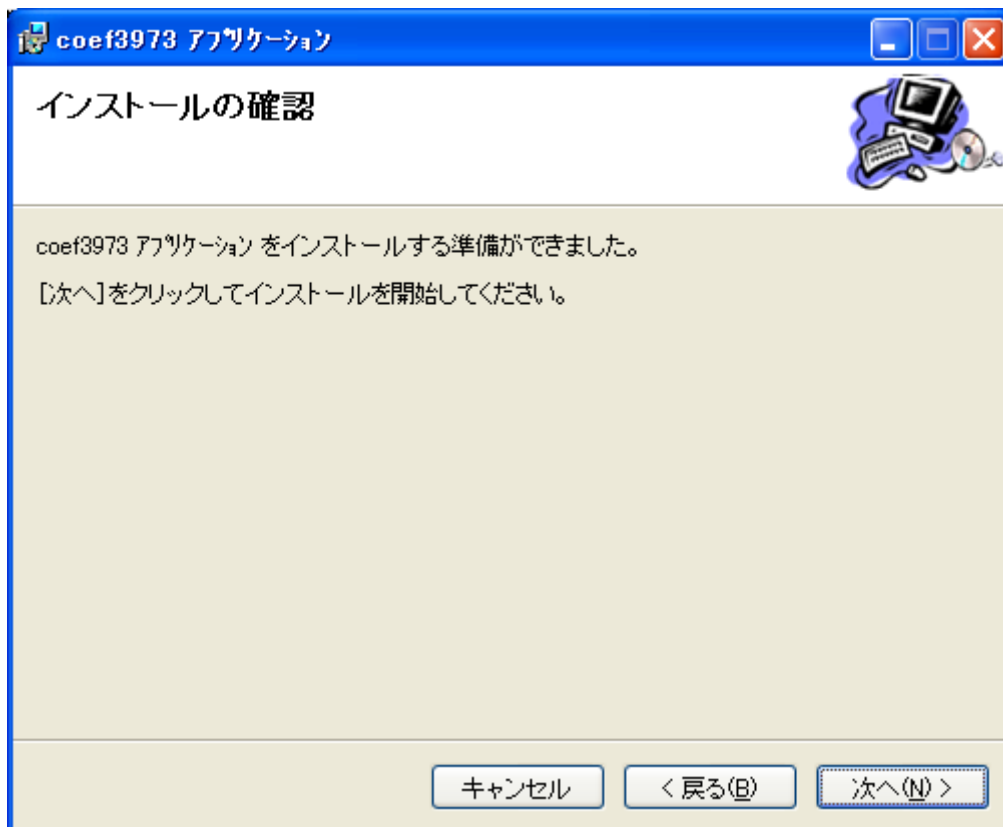 coef3973 ｱﾌﾟﾘｹｰｼｮﾝ
インストールの確認
coef3973 ｱﾌﾟﾘｹｰｼｮﾝ をインストールする準備ができました。
[次へ]をクリックしてインストールを開始してください。
キャンセル
< 戻る(B)
次へ(N) >